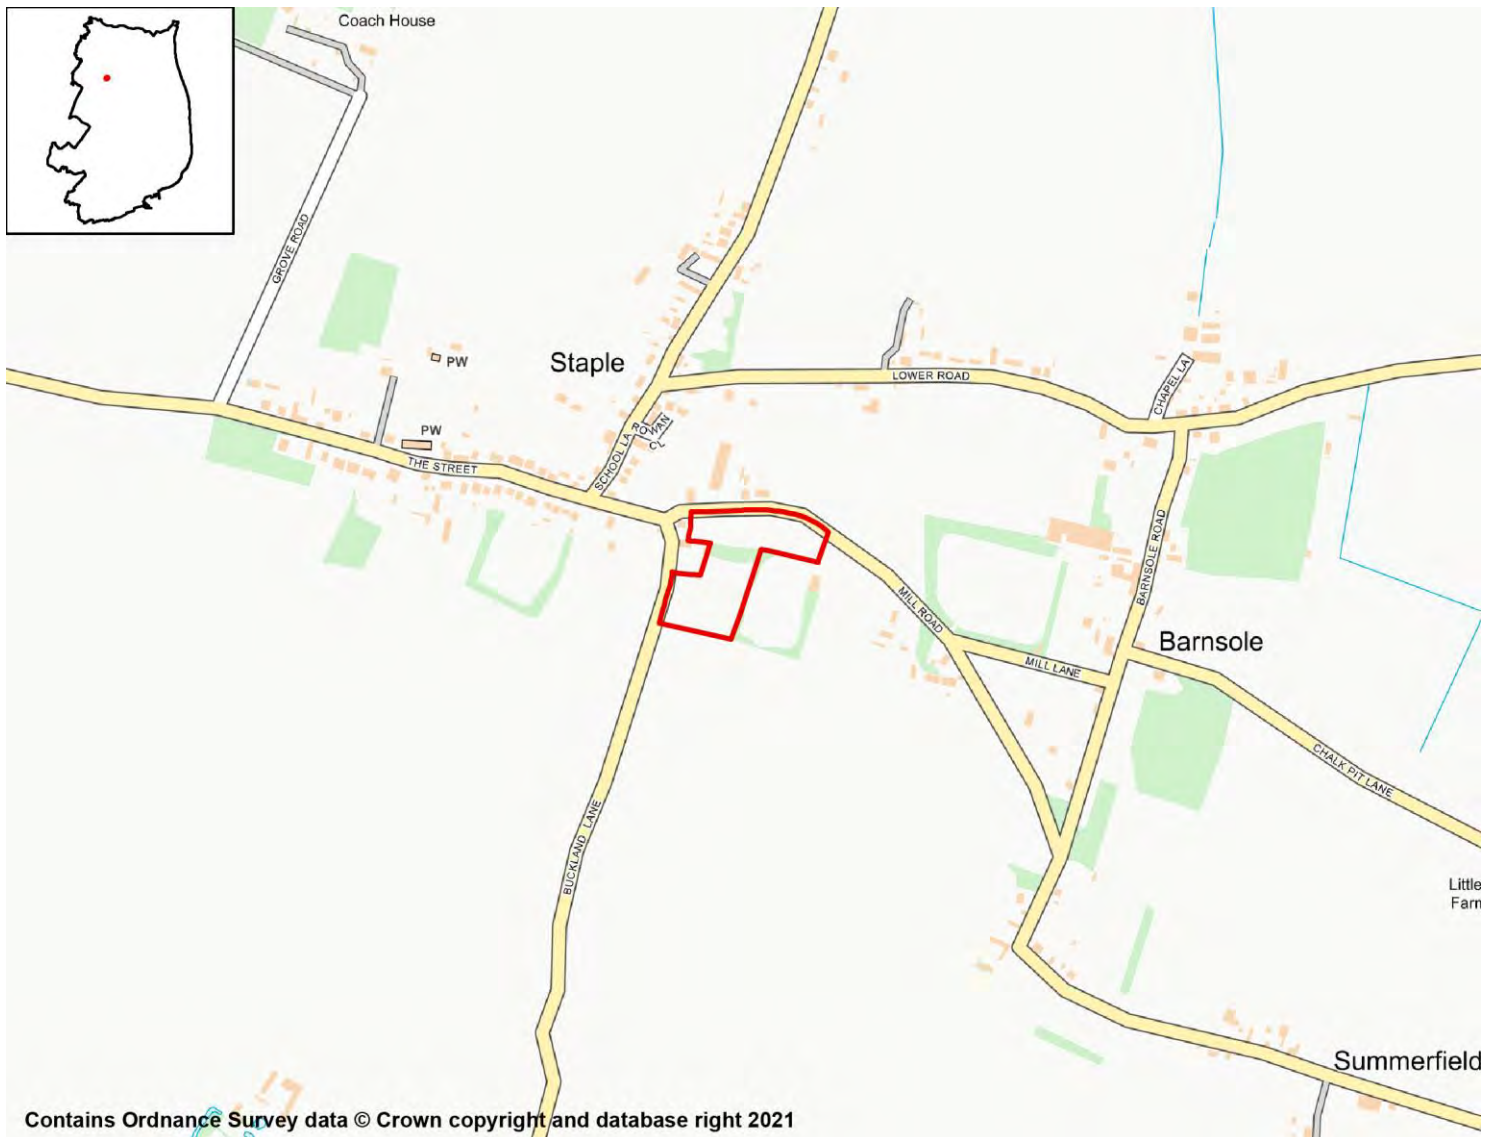 Coach House
GROVE ROAD
PW
Staple
LOWER ROAD
CHAPEL LA
ROWAN
CL
PW
SCHOOL LA
THE STREET
BARNSOLE ROAD
MILL ROAD
Barnsole
MILL LANE
CHALK PIT LANE
BUCKLAND LANE
Little
Farm
Summerfield
Contains Ordnance Survey data © Crown copyright and database right 2021